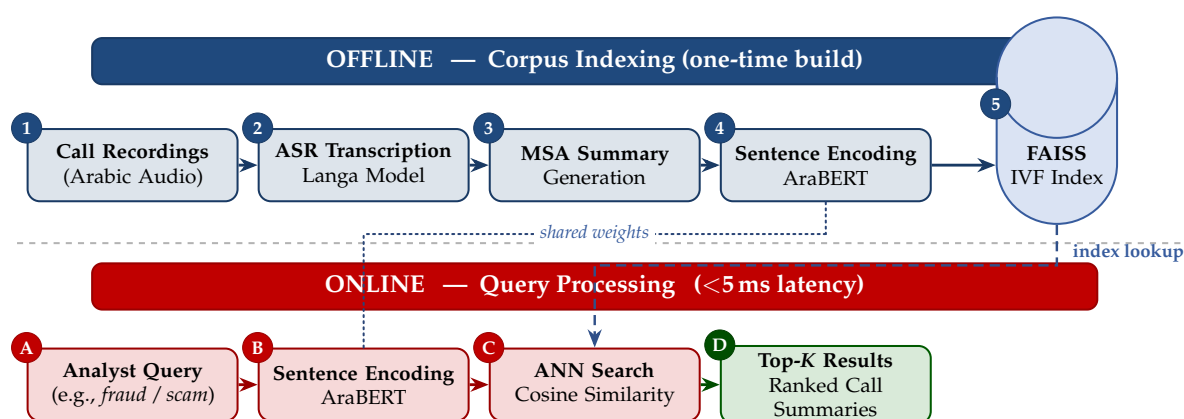 OFFLINE — Corpus Indexing (one-time build)
1
Call Recordings
(Arabic Audio)
2
ASR Transcription
Langa Model
3
MSA Summary
Generation
4
Sentence Encoding
AraBERT
5
FAISS
IVF Index
shared weights
index lookup
ONLINE — Query Processing (<5 ms latency)
A
Analyst Query
(e.g., fraud / scam)
B
Sentence Encoding
AraBERT
C
ANN Search
Cosine Similarity
D
Top-K Results
Ranked Call
Summaries